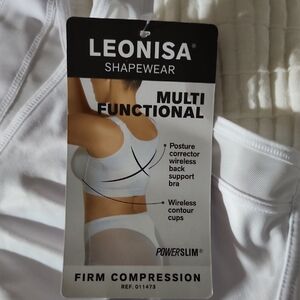 LEONISA®
SHAPEWEAR
MULTI
FUNCTIONAL
Posture
corrector
wireless
back
support
bra
Wireless
contour
cups
POWERSLIM®
FIRM COMPRESSION
REF. 011473